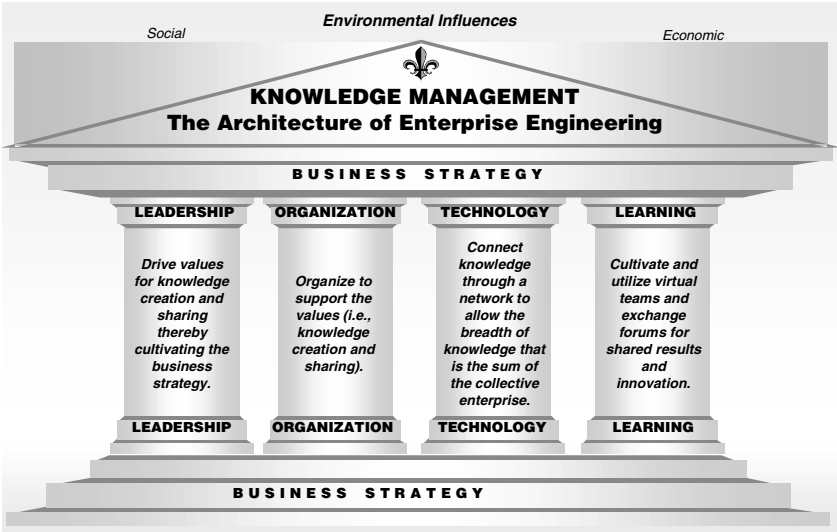 Environmental Influences
Social
Economic
KNOWLEDGE MANAGEMENT
The Architecture of Enterprise Engineering
BUSINESS STRATEGY
LEADERSHIP
Drive values
for knowledge
creation and
sharing
thereby
cultivating the
business
strategy.
LEADERSHIP
ORGANIZATION
Organize to
support the
values (i.e.,
knowledge
creation and
sharing).
ORGANIZATION
TECHNOLOGY
Connect
knowledge
through a
network to
allow the
breadth of
knowledge that
is the sum of
the collective
enterprise.
TECHNOLOGY
LEARNING
Cultivate and
utilize virtual
teams and
exchange
forums for
shared results
and
innovation.
LEARNING
BUSINESS STRATEGY